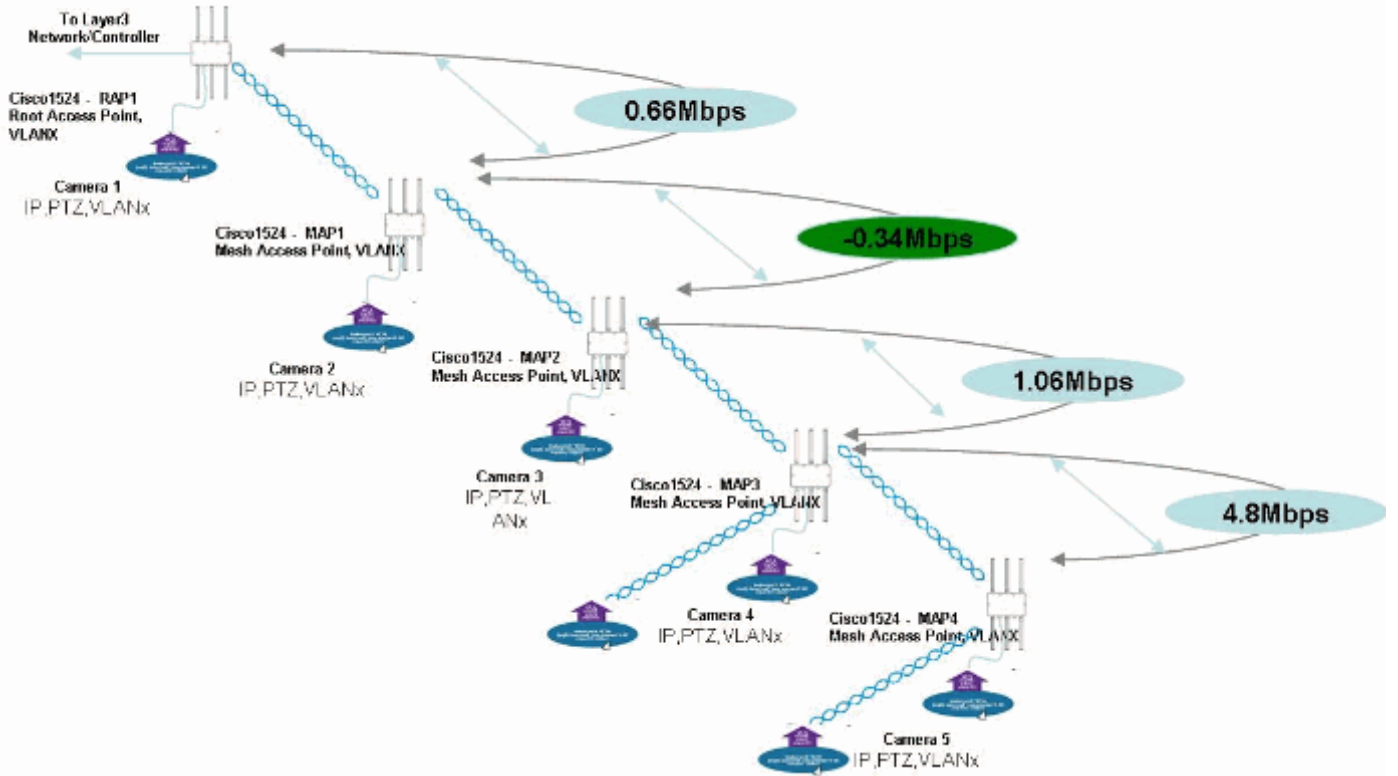 To Layer3
Network/Controller
Cisco1524 - RAP1
Root Access Point,
VLANX
0.66Mbps
Camera 1
IP,PTZ,VLANx
Cisco1524 - MAP1
Mesh Access Point, VLANX
-0.34Mbps
Camera 2
IP,PTZ,VLANx
Cisco1524 - MAP2
Mesh Access Point, VLANX
1.06Mbps
Camera 3
IP,PTZ,VL
ANx
Cisco1524 - MAP3
Mesh Access Point, VLANX
4.8Mbps
Camera 4
IP,PTZ,VLANx
Cisco1524 - MAP4
Mesh Access Point, VLANX
Camera 5
IP,PTZ,VLANx